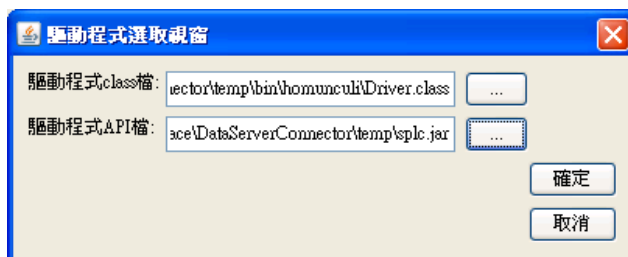 驅動程式選取視窗
驅動程式class檔: ector\temp\bin\homunculi\Driver.class ...
驅動程式API檔: ace\DataServerConnector\temp\splc.jar ...
確定
取消